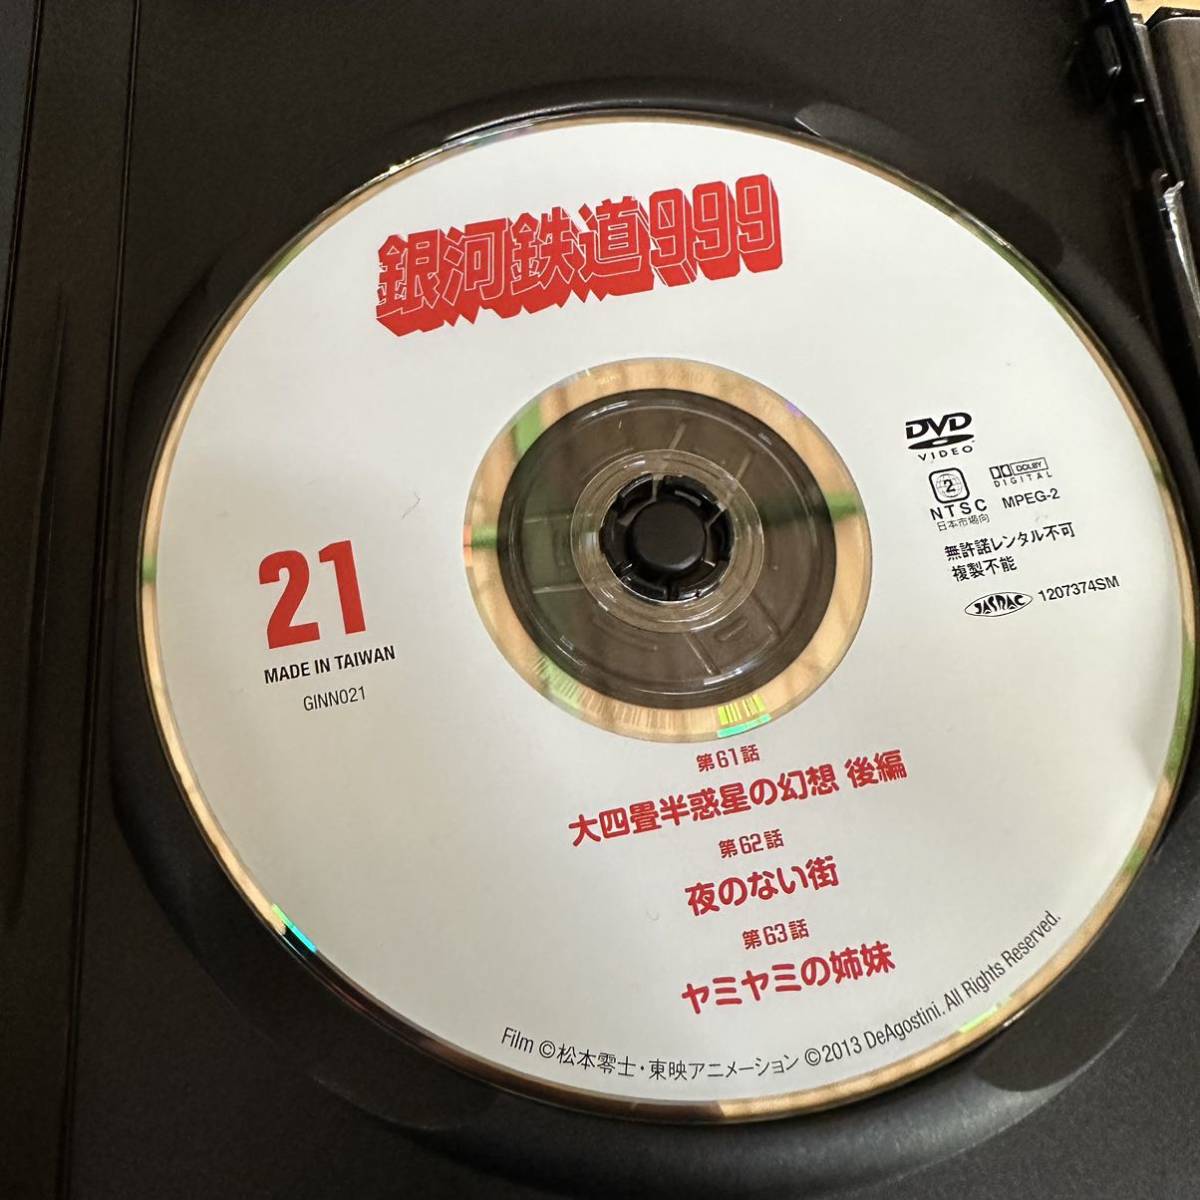 銀河鉄道999
DVD
VIDEO
2
NTSC
日本市場向
DOLBY
DIGITAL
MPEG-2
無許諾レンタル不可
複製不能
JASRAC
1207374SM
21
MADE IN TAIWAN
GINN021
第61話
大四畳半惑星の幻想 後編
第62話
夜のない街
第63話
ヤミヤミの姉妹
Film ©松本零士・東映アニメーション ©2013 DeAgostini. All Rights Reserved.